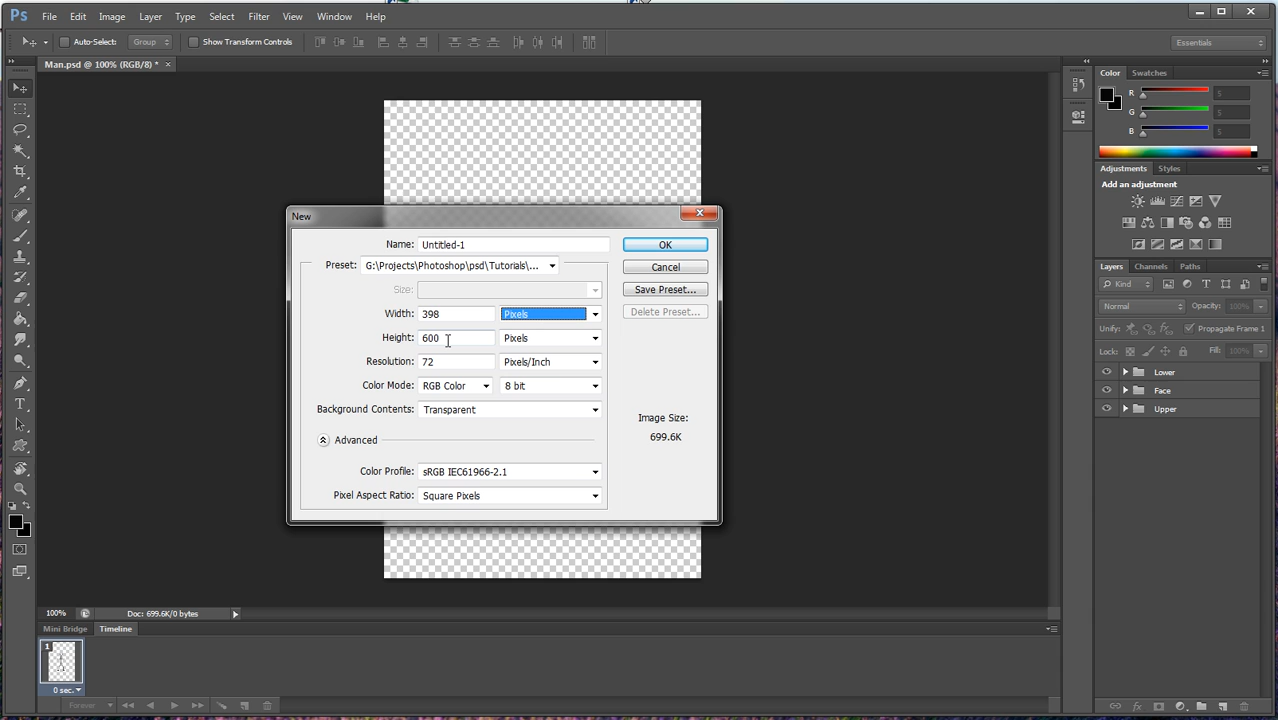 Ps File Edit Image Layer Type Select Filter View Window Help
Auto-Select: Group Show Transform Controls Essentials
Man.psd @ 100% (RGB/8) * ×
Color Swatches
R 5
G 5
B 5
Adjustments Styles
Add an adjustment
Layers Channels Paths
Kind
Normal Opacity:
Unify: Propagate Frame 1
Lock: Fill:
Lower
Face
Upper
New
Name: Untitled-1 OK
Preset: G:\Projects\Photoshop\psd\Tutorials\... Cancel
Size: Save Preset...
Width: 398 Pixels Delete Preset...
Height: 600 Pixels
Resolution: 72 Pixels/Inch
Color Mode: RGB Color 8 bit
Background Contents: Transparent
Image Size:
699.6K
Advanced
Color Profile: sRGB IEC61966-2.1
Pixel Aspect Ratio: Square Pixels
100% Doc: 699.6K/0 bytes
Mini Bridge Timeline
1
0 sec.
Forever